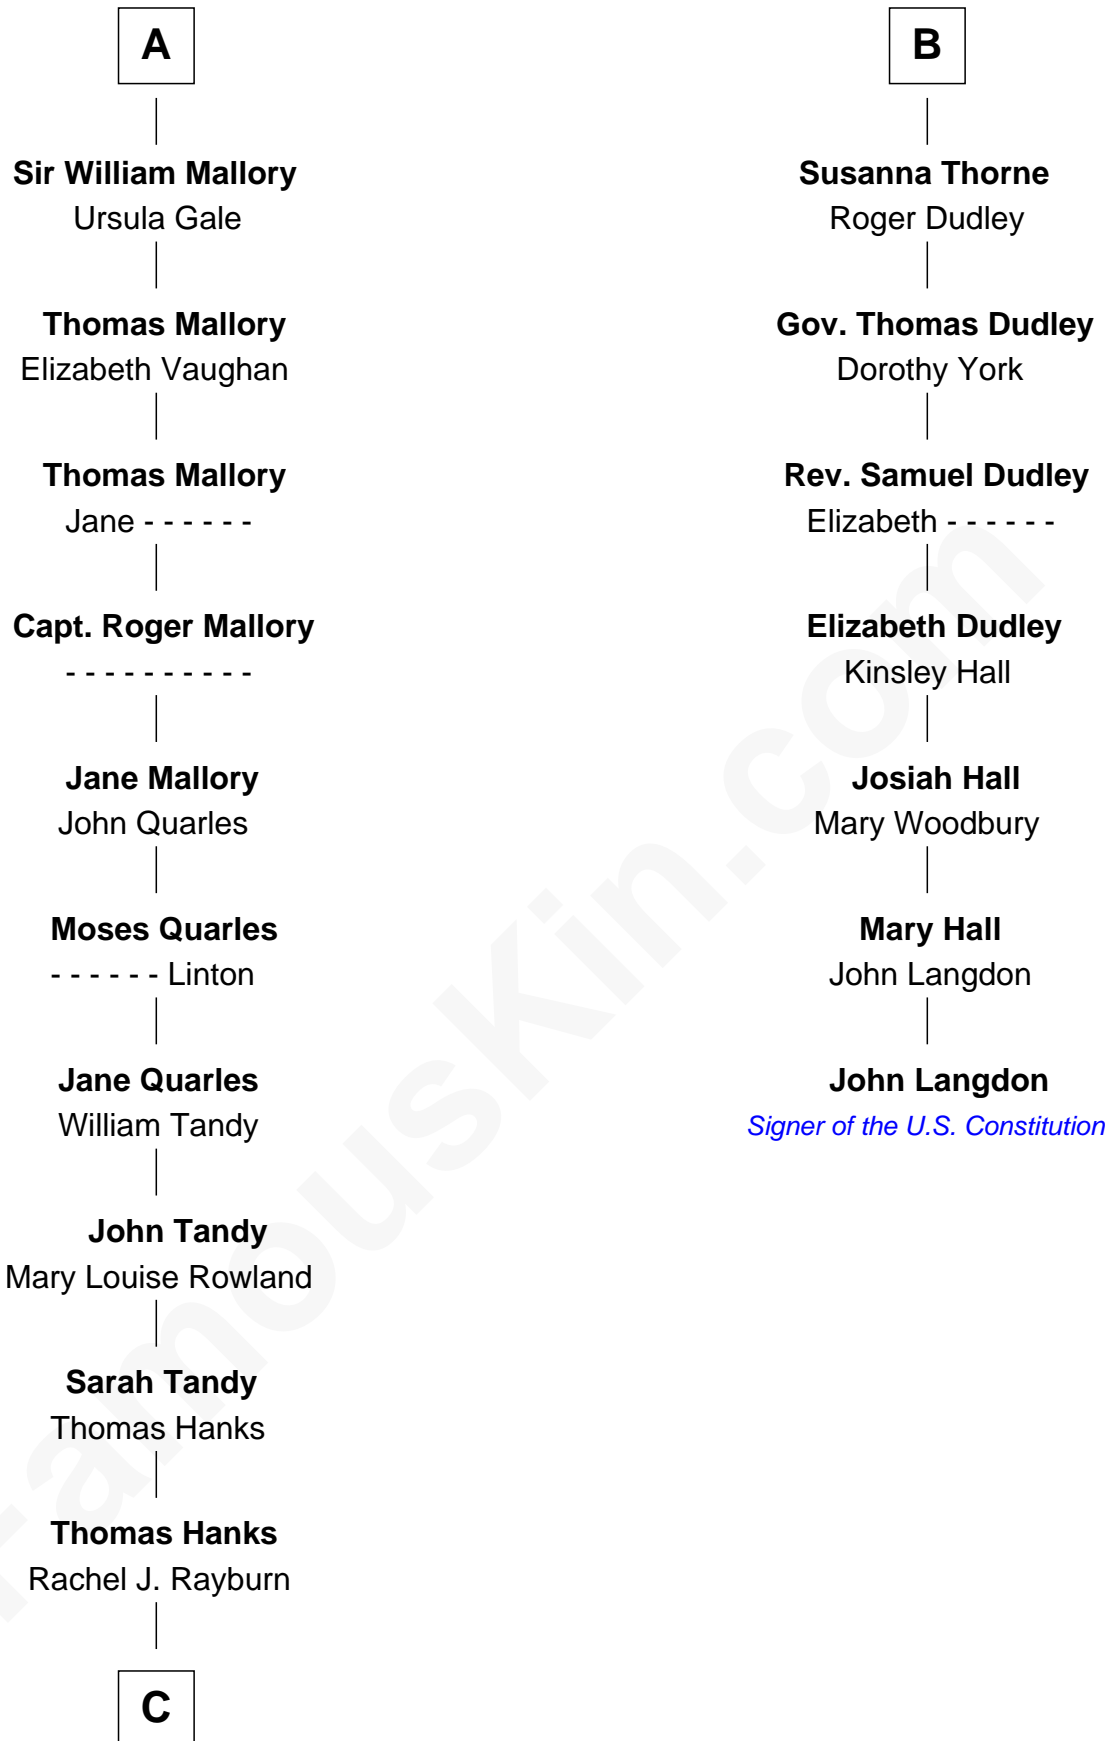 A
Sir William Mallory
Ursula Gale
Thomas Mallory
Elizabeth Vaughan
Thomas Mallory
Jane - - - - - -
Capt. Roger Mallory
- - - - - - - - - -
Jane Mallory
John Quarles
Moses Quarles
- - - - - - Linton
Jane Quarles
William Tandy
John Tandy
Mary Louise Rowland
Sarah Tandy
Thomas Hanks
Thomas Hanks
Rachel J. Rayburn
C
B
Susanna Thorne
Roger Dudley
Gov. Thomas Dudley
Dorothy York
Rev. Samuel Dudley
Elizabeth - - - - - -
Elizabeth Dudley
Kinsley Hall
Josiah Hall
Mary Woodbury
Mary Hall
John Langdon
John Langdon
Signer of the U.S. Constitution
FamousKin.com